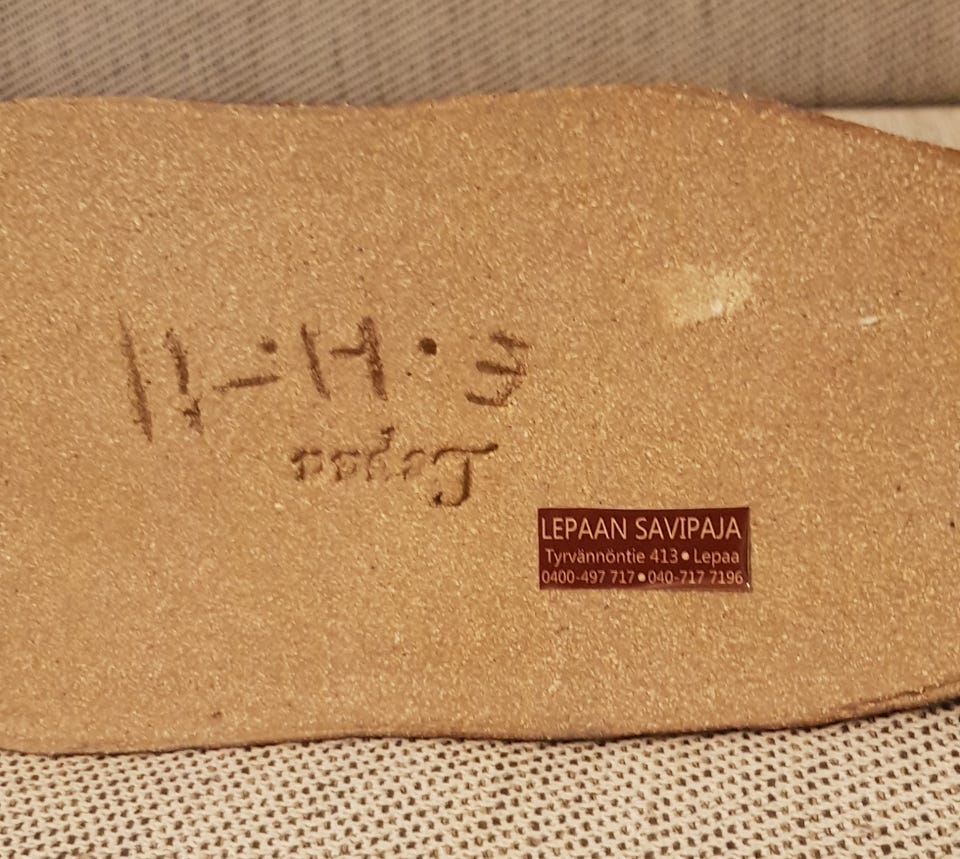 Lepaa
LEPAAN SAVIPAJA
Tyrvännöntie 413 • Lepaa
0400-497 717 • 040-717 7196